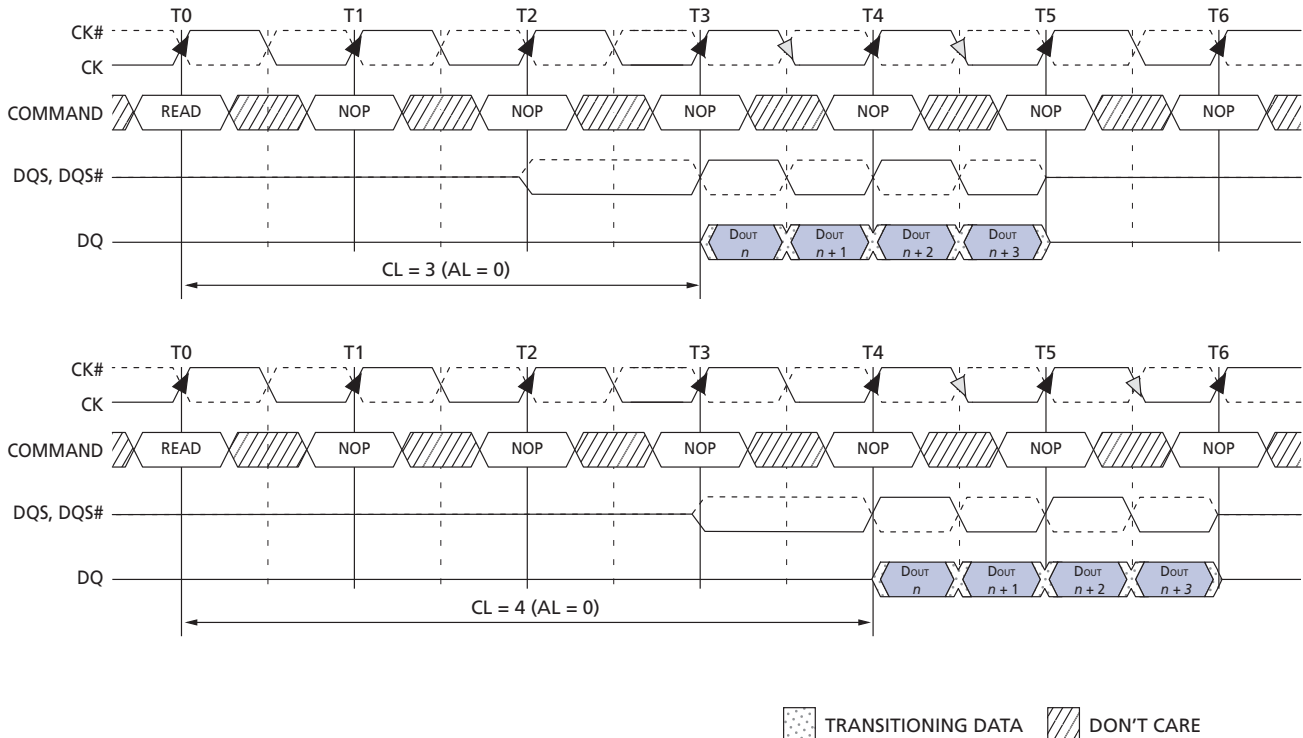 T0 T1 T2 T3 T4 T5 T6
CK#
CK
COMMAND READ NOP NOP NOP NOP NOP NOP
DQS, DQS#
DQ DOUT n DOUT n + 1 DOUT n + 2 DOUT n + 3
CL = 3 (AL = 0)
T0 T1 T2 T3 T4 T5 T6
CK#
CK
COMMAND READ NOP NOP NOP NOP NOP NOP
DQS, DQS#
DQ DOUT n DOUT n + 1 DOUT n + 2 DOUT n + 3
CL = 4 (AL = 0)
TRANSITIONING DATA DON'T CARE